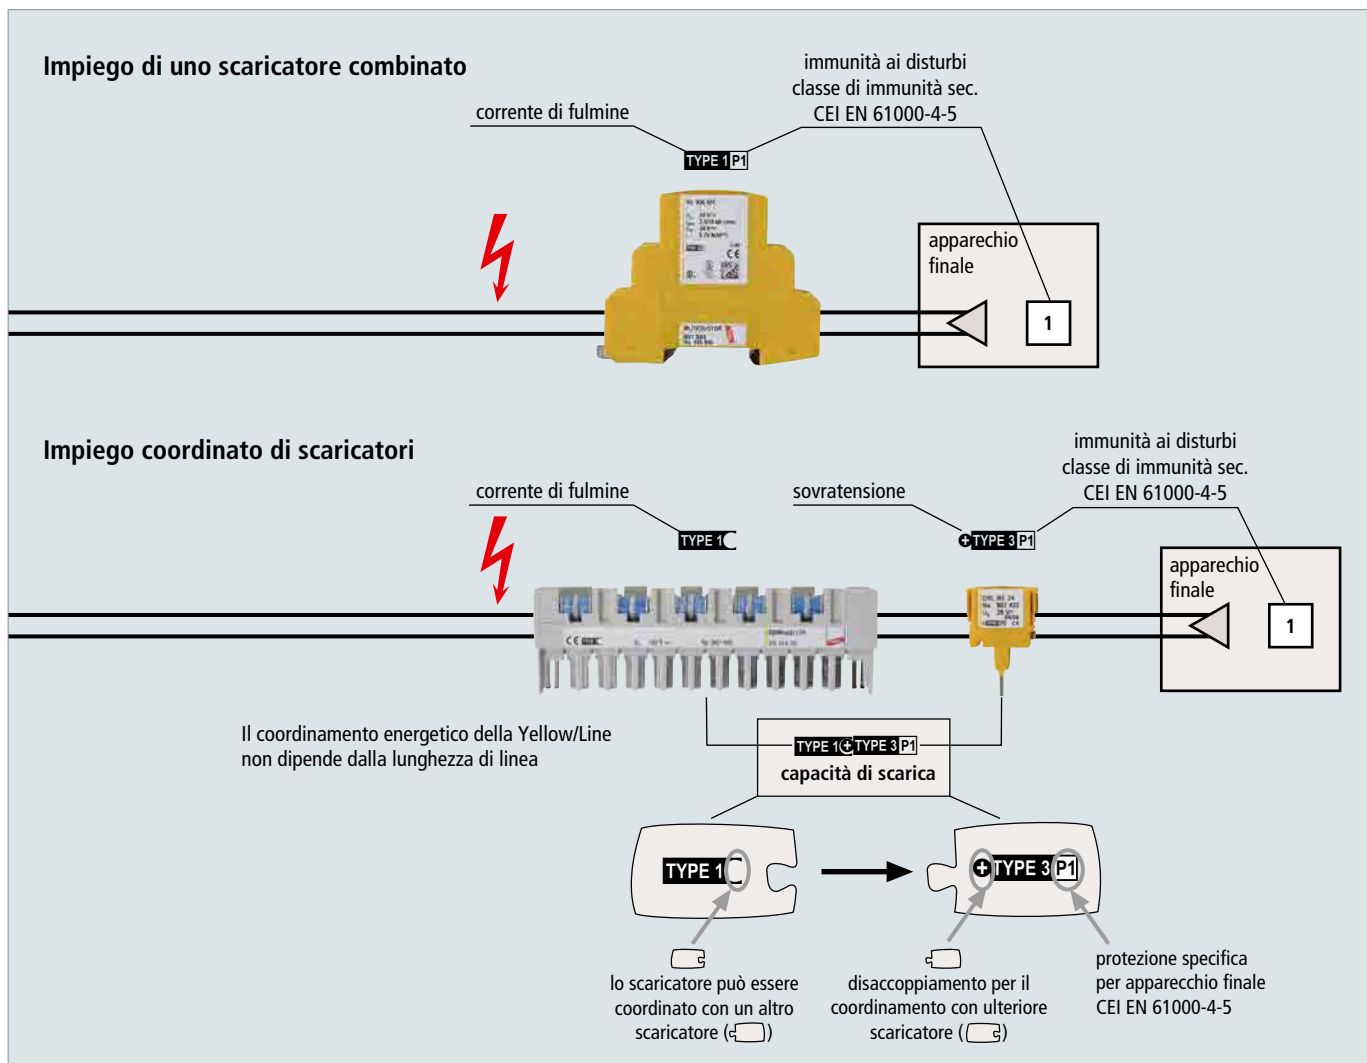 Impiego di uno scaricatore combinato
immunità ai disturbi
classe di immunità sec.
CEI EN 61000-4-5
corrente di fulmine
TYPE 1 P1
apparechio
finale
1
Impiego coordinato di scaricatori
immunità ai disturbi
classe di immunità sec.
CEI EN 61000-4-5
corrente di fulmine
sovratensione
TYPE 1
+TYPE 3 P1
apparechio
finale
1
Il coordinamento energetico della Yellow/Line
non dipende dalla lunghezza di linea
TYPE 1+TYPE 3 P1
capacità di scarica
TYPE 1
+TYPE 3 P1
lo scaricatore può essere
coordinato con un altro
scaricatore ( )
disaccoppiamento per il
coordinamento con ulteriore
scaricatore ( )
protezione specifica
per apparecchio finale
CEI EN 61000-4-5